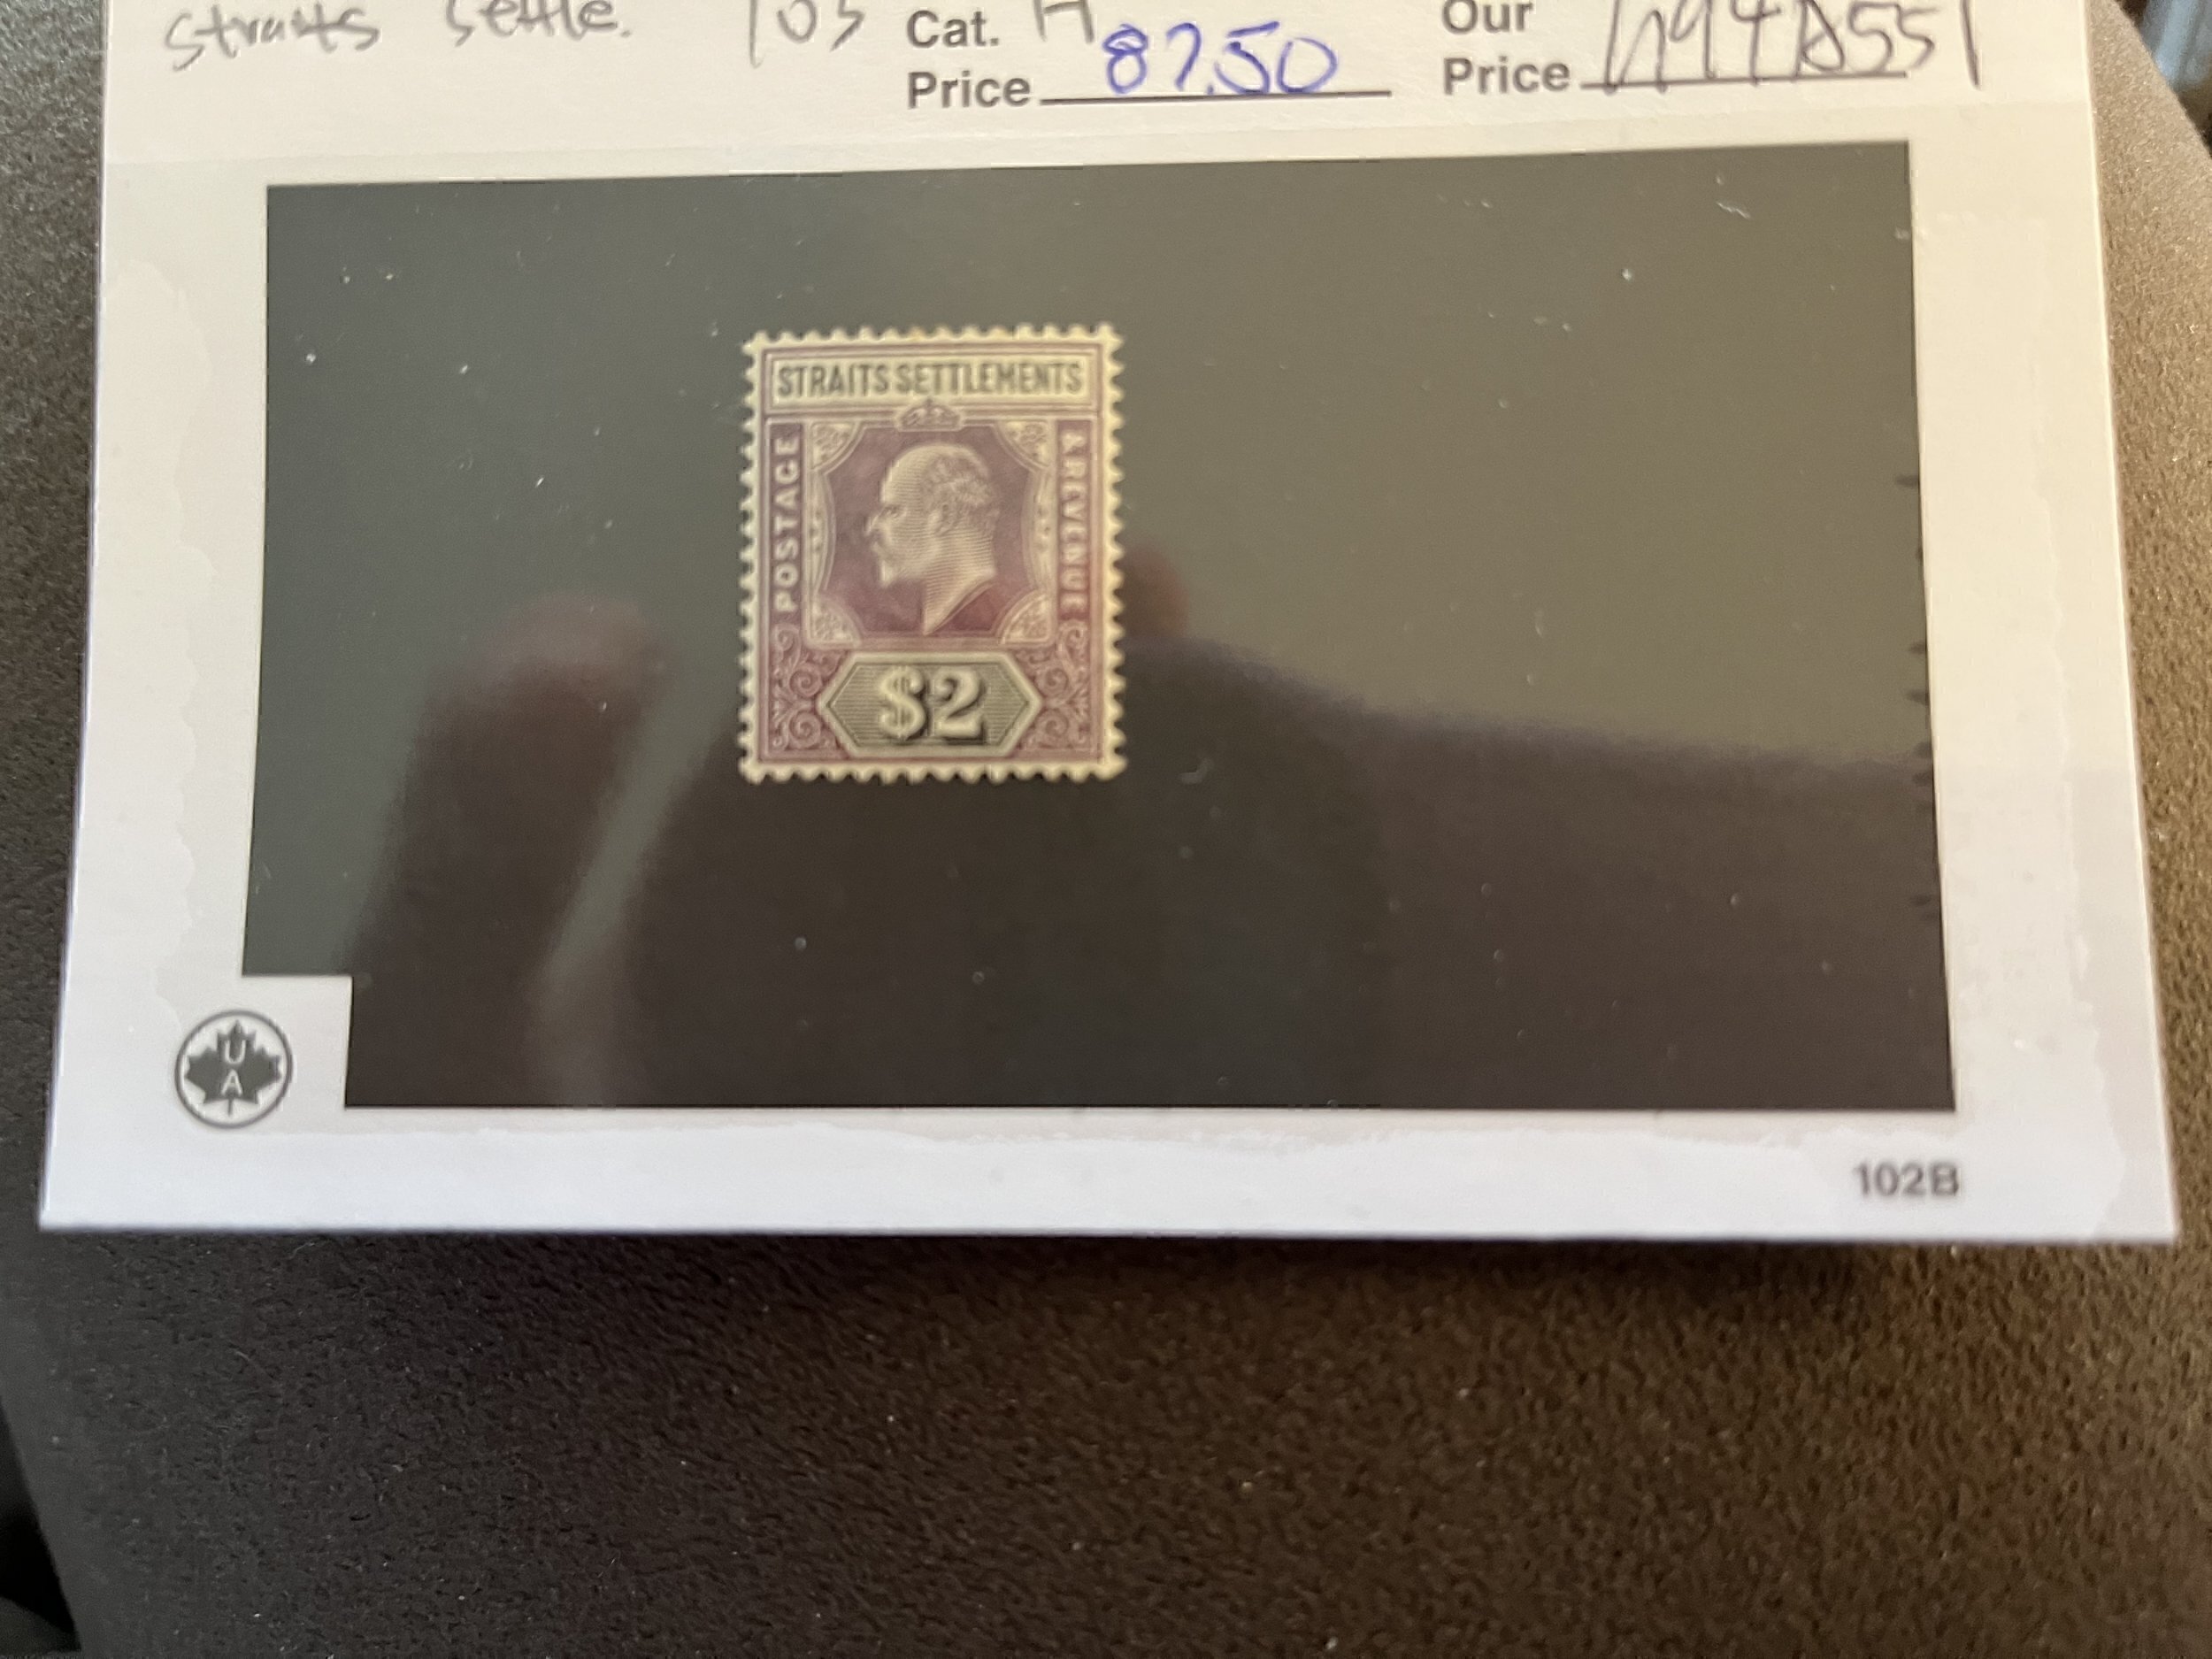 Straits Settle. 103 Cat. H Our
Price 87.50 Price
STRAITS SETTLEMENTS
POSTAGE
& REVENUE
$2
U
A
102B